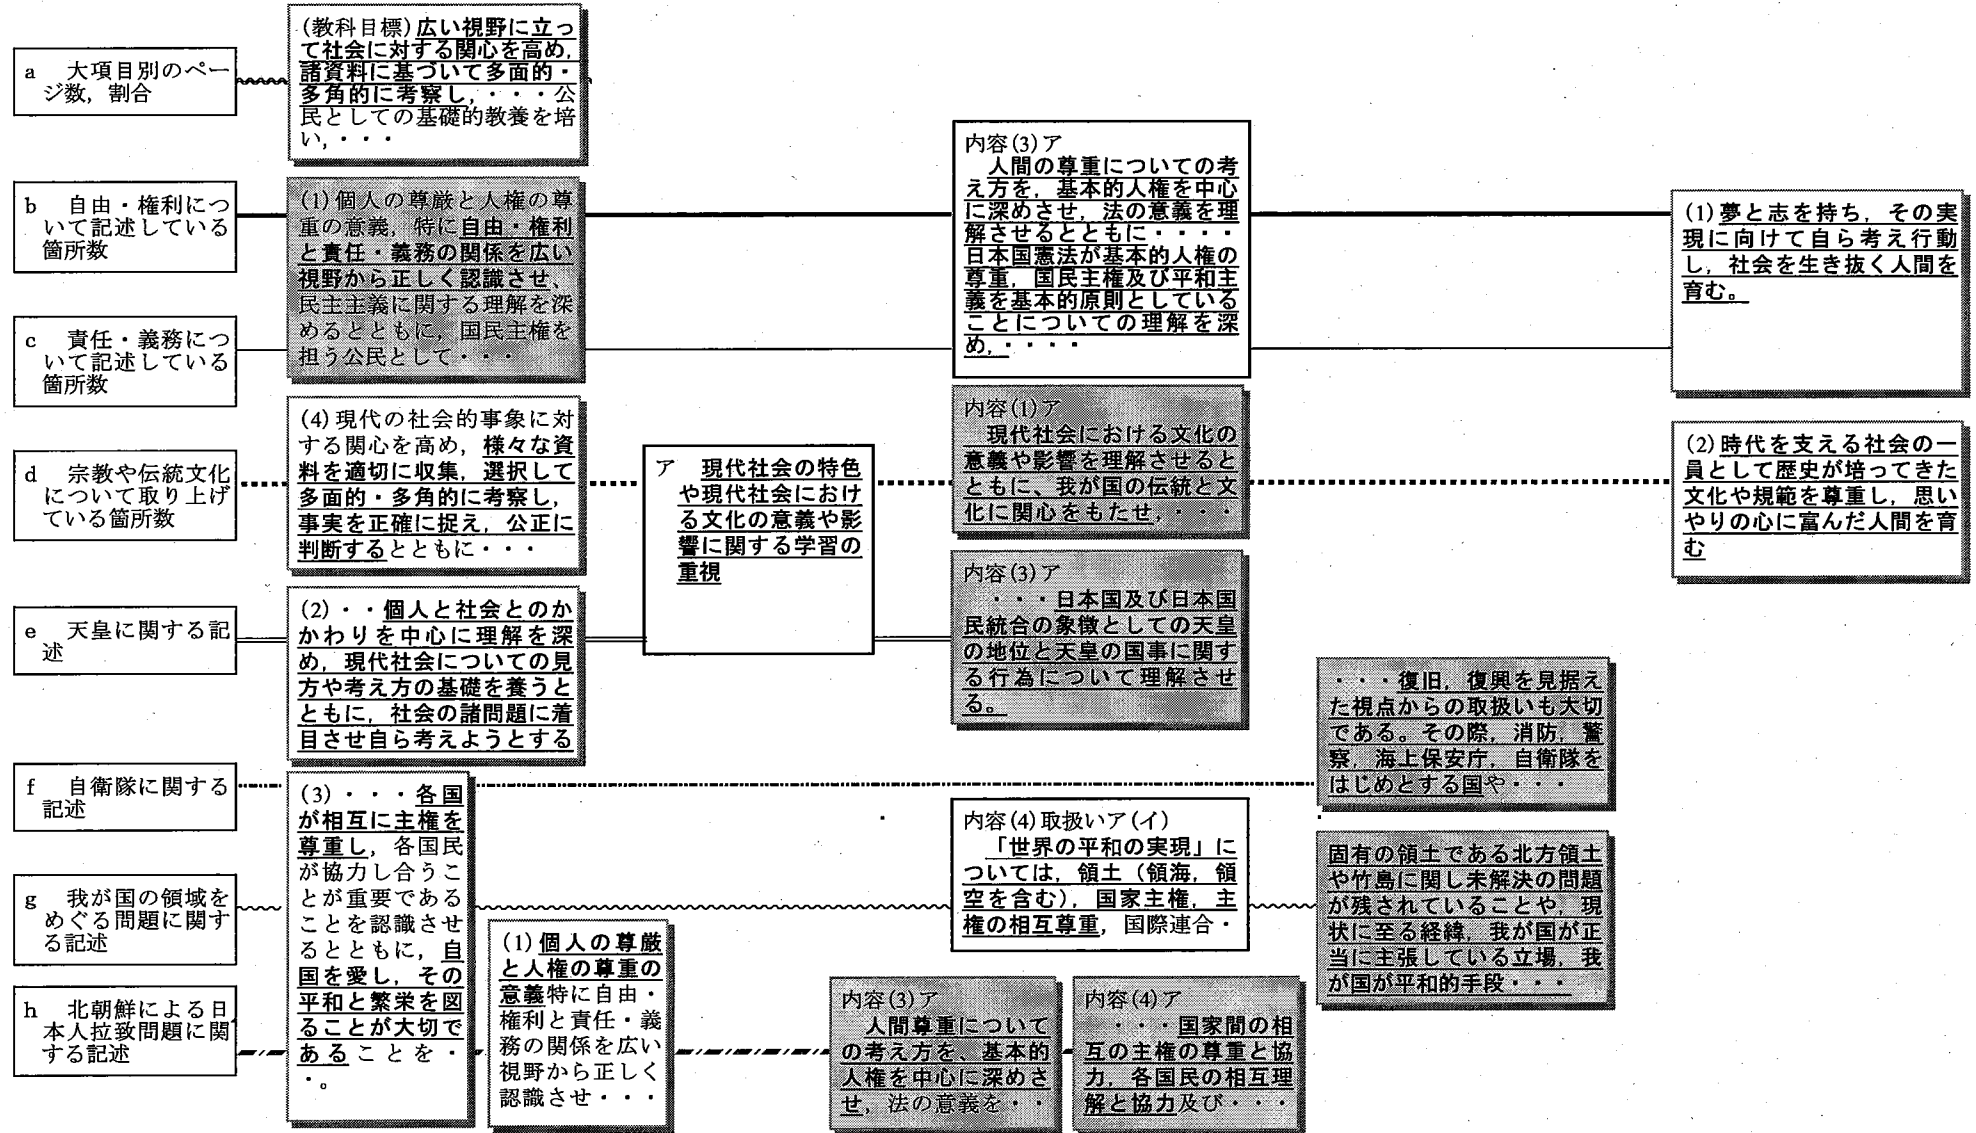 a　大項目別のペー
ジ数，割合
(教科目標)広い視野に立っ
て社会に対する関心を高め，
諸資料に基づいて多面的・
多角的に考察し，・・・公
民としての基礎的教養を培
い，・・・
b　自由・権利につ
いて記述している
箇所数
c　責任・義務につ
いて記述している
箇所数
(1)個人の尊厳と人権の尊
重の意義，特に自由・権利
と責任・義務の関係を広い
視野から正しく認識させ、
民主主義に関する理解を深
めるとともに，国民主権を
担う公民として・・・
内容(3)ア
人間の尊重についての考
え方を，基本的人権を中心
に深めさせ，法の意義を理
解させるとともに・・・・
日本国憲法が基本的人権の
尊重，国民主権及び平和主
義を基本的原則としている
ことについての理解を深
め，・・・・
(1)夢と志を持ち，その実
現に向けて自ら考え行動
し，社会を生き抜く人間を
育む。
d　宗教や伝統文化
について取り上げ
ている箇所数
(4)現代の社会的事象に対
する関心を高め，様々な資
料を適切に収集，選択して
多面的・多角的に考察し，
事実を正確に捉え，公正に
判断するとともに・・・
ア　現代社会の特色
や現代社会におけ
る文化の意義や影
響に関する学習の
重視
内容(1)ア
現代社会における文化の
意義や影響を理解させると
ともに、我が国の伝統と文
化に関心をもたせ，・・・
(2)時代を支える社会の一
員として歴史が培ってきた
文化や規範を尊重し，思い
やりの心に富んだ人間を育
む
e　天皇に関する記
述
(2)・・個人と社会とのか
かわりを中心に理解を深
め，現代社会についての見
方や考え方の基礎を養うと
ともに，社会の諸問題に着
目させ自ら考えようとする
内容(3)ア
・・・日本国及び日本国
民統合の象徴としての天皇
の地位と天皇の国事に関す
る行為について理解させ
る。
f　自衛隊に関する
記述
・・・復旧，復興を見据え
た視点からの取扱いも大切
である。その際，消防，警
察，海上保安庁，自衛隊を
はじめとする国や・・・
g　我が国の領域を
めぐる問題に関す
る記述
(3)・・・各国
が相互に主権を
尊重し，各国民
が協力し合うこ
とが重要である
ことを認識させ
るとともに，自
国を愛し，その
平和と繁栄を図
ることが大切で
あることを・
・。
内容(4)取扱いア(イ)
「世界の平和の実現」に
ついては，領土（領海，領
空を含む），国家主権，主
権の相互尊重，国際連合・
固有の領土である北方領土
や竹島に関し未解決の問題
が残されていることや，現
状に至る経緯，我が国が正
当に主張している立場，我
が国が平和的手段・・・
h　北朝鮮による日
本人拉致問題に関
する記述
(1)個人の尊厳
と人権の尊重の
意義特に自由・
権利と責任・義
務の関係を広い
視野から正しく
認識させ・・・
内容(3)ア
人間尊重について
の考え方を、基本的
人権を中心に深めさ
せ，法の意義を・・
内容(4)ア
・・・国家間の相
互の主権の尊重と協
力，各国民の相互理
解と協力及び・・・